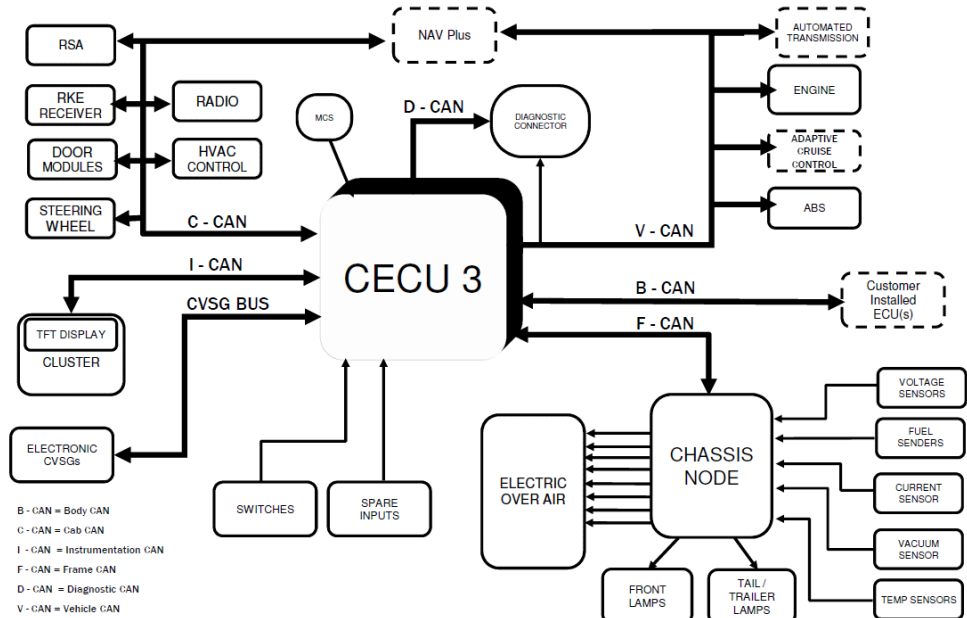 RSA
NAV Plus
AUTOMATED
TRANSMISSION
RKE
RECEIVER
RADIO
MCS
D - CAN
DIAGNOSTIC
CONNECTOR
ENGINE
DOOR
MODULES
HVAC
CONTROL
ADAPTIVE
CRUISE
CONTROL
STEERING
WHEEL
ABS
C - CAN
V - CAN
I - CAN
CECU 3
B - CAN
Customer
Installed
ECU(s)
CVSG BUS
F - CAN
TFT DISPLAY
CLUSTER
ELECTRONIC
CVSGs
SWITCHES
SPARE
INPUTS
ELECTRIC
OVER AIR
CHASSIS
NODE
VOLTAGE
SENSORS
FUEL
SENDERS
CURRENT
SENSOR
VACUUM
SENSOR
TEMP SENSORS
FRONT
LAMPS
TAIL /
TRAILER
LAMPS
B - CAN = Body CAN
C - CAN = Cab CAN
I - CAN = Instrumentation CAN
F - CAN = Frame CAN
D - CAN = Diagnostic CAN
V - CAN = Vehicle CAN